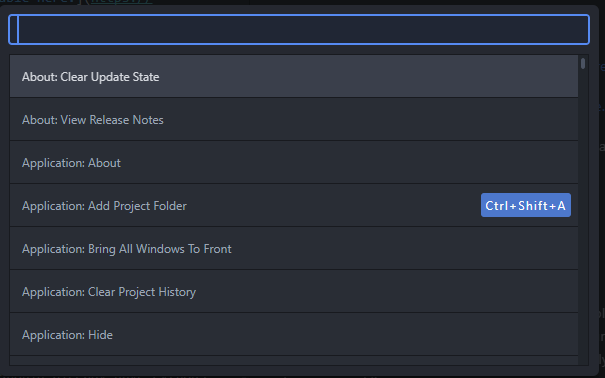 About: Clear Update State
About: View Release Notes
Application: About
Application: Add Project Folder
Ctrl+Shift+A
Application: Bring All Windows To Front
Application: Clear Project History
Application: Hide